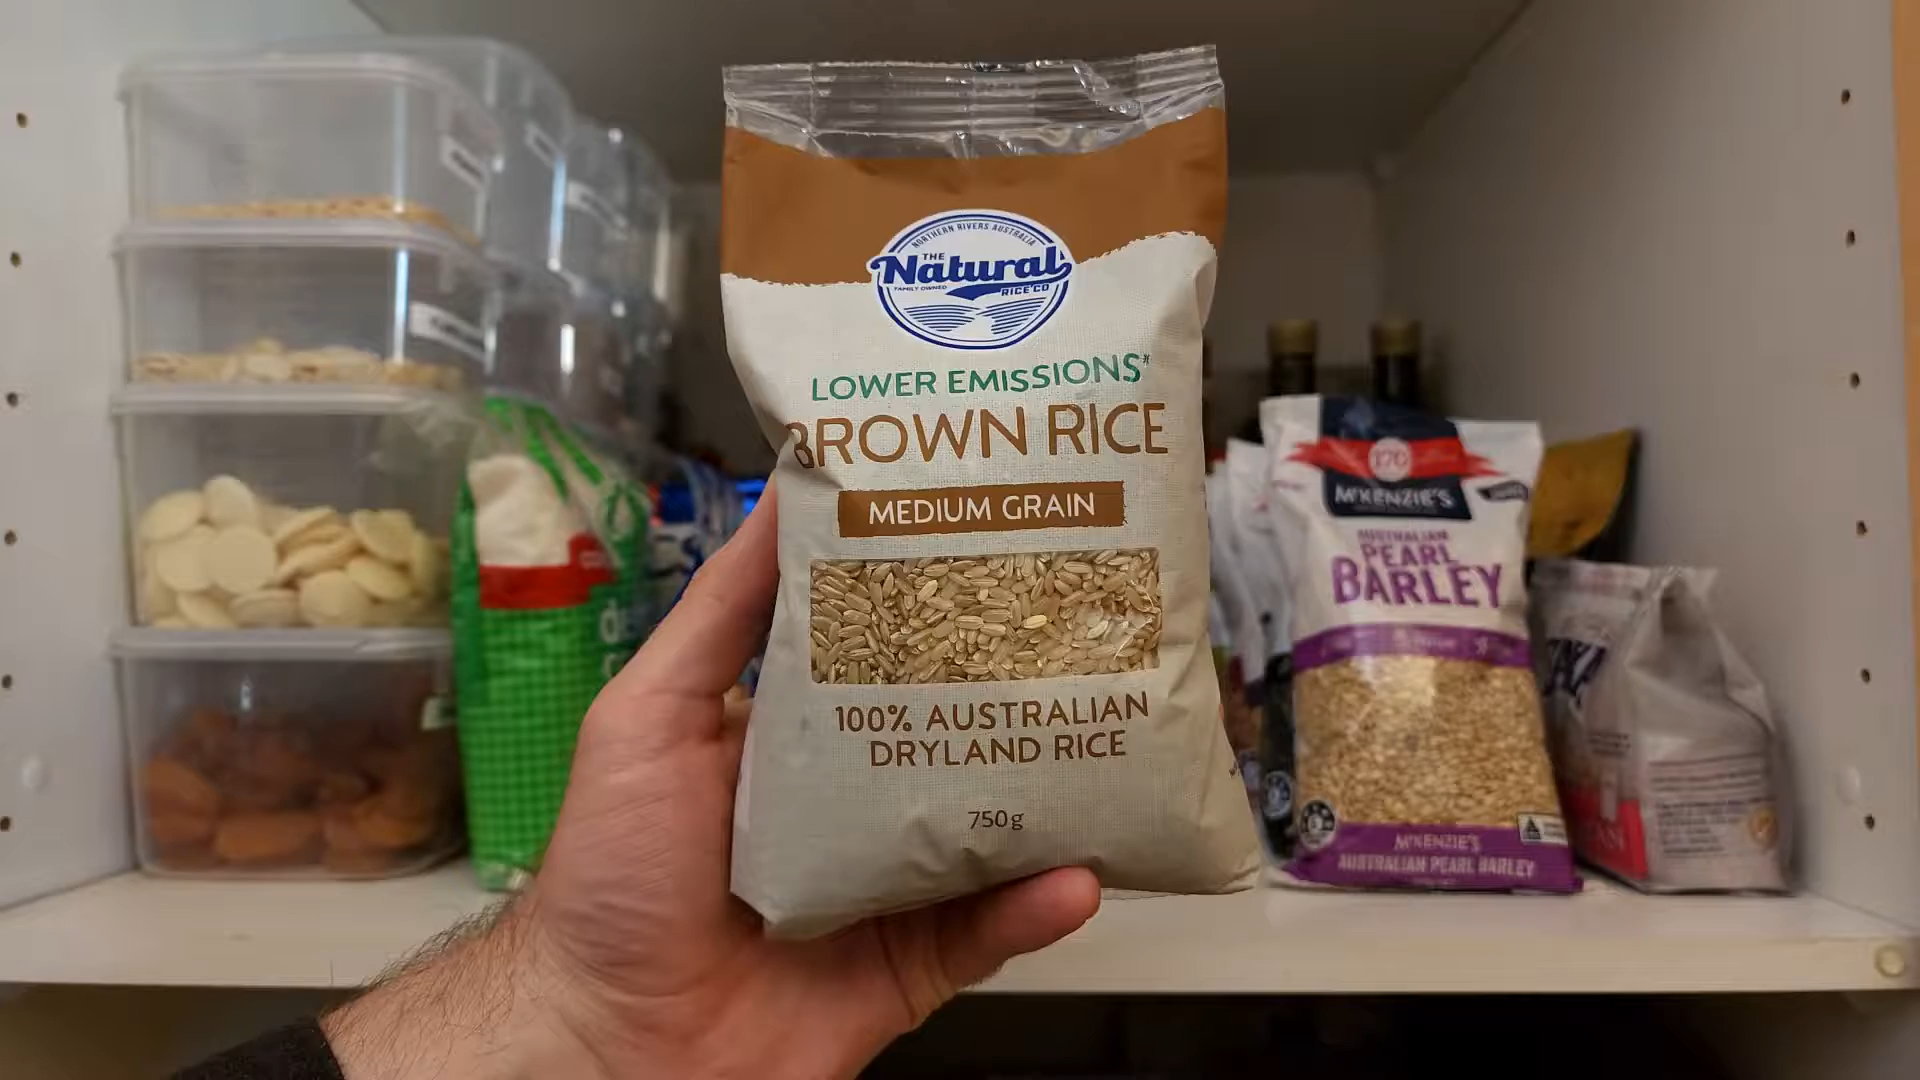 NORTHERN RIVERS AUSTRALIA
THE
Natural
FAMILY OWNED
RICE CO
LOWER EMISSIONS*
BROWN RICE
MEDIUM GRAIN
100% AUSTRALIAN
DRYLAND RICE
750g
170
McKENZIE'S
AUSTRALIAN
PEARL
BARLEY
McKENZIE'S
AUSTRALIAN PEARL BARLEY